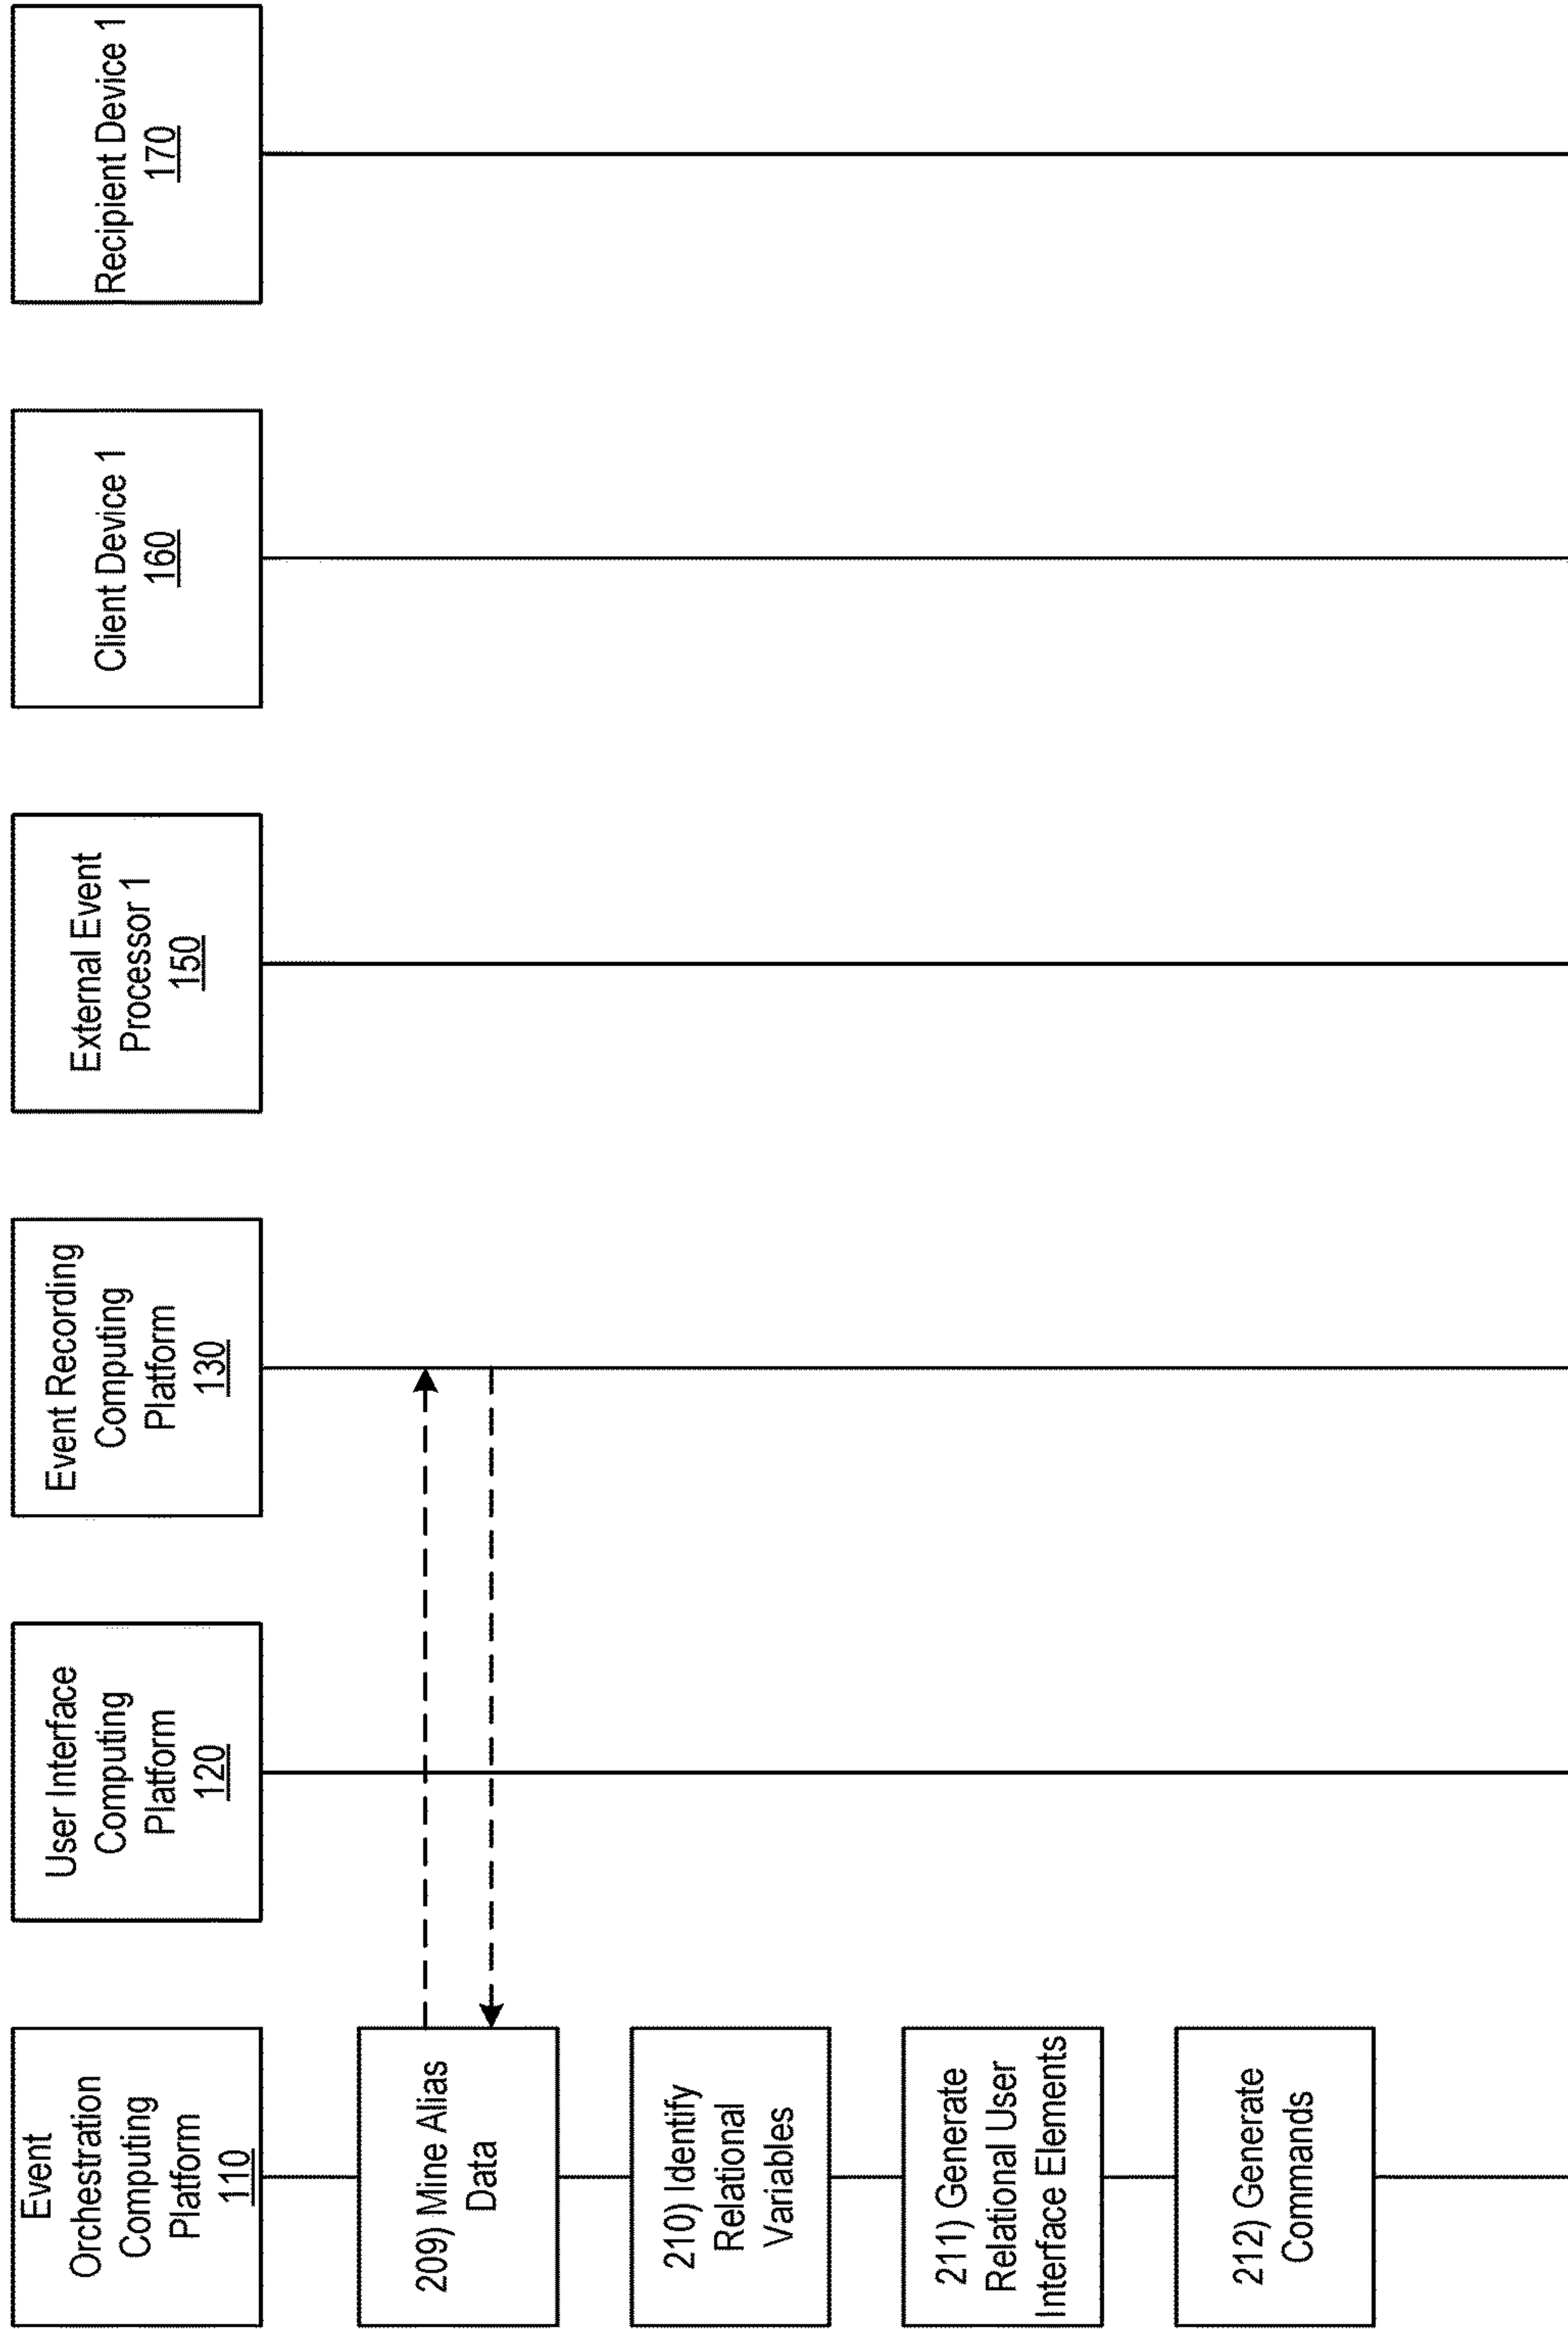 Event
Orchestration
Computing
Platform
110
User Interface
Computing
Platform
120
Event Recording
Computing
Platform
130
External Event
Processor 1
150
Client Device 1
160
Recipient Device 1
170
209) Mine Alias
Data
210) Identify
Relational
Variables
211) Generate
Relational User
Interface Elements
212) Generate
Commands